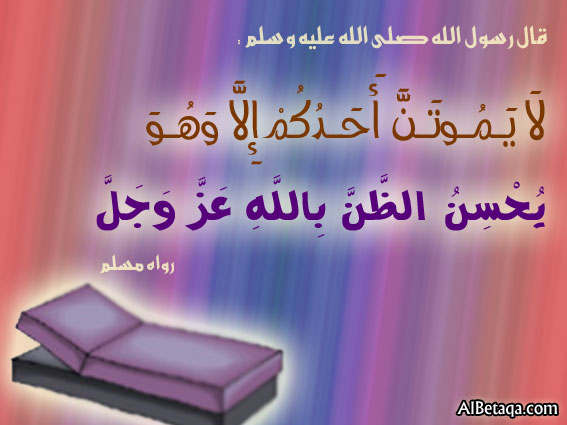 قال رسول الله صلى الله عليه وسلم :
لَا يَمُوتَنَّ أَحَدُكُمْ إِلَّا وَهُوَ
يُحْسِنُ الظَّنَّ بِاللَّهِ عَزَّ وَجَلَّ
رواه مسلم
AlBetaqa.com